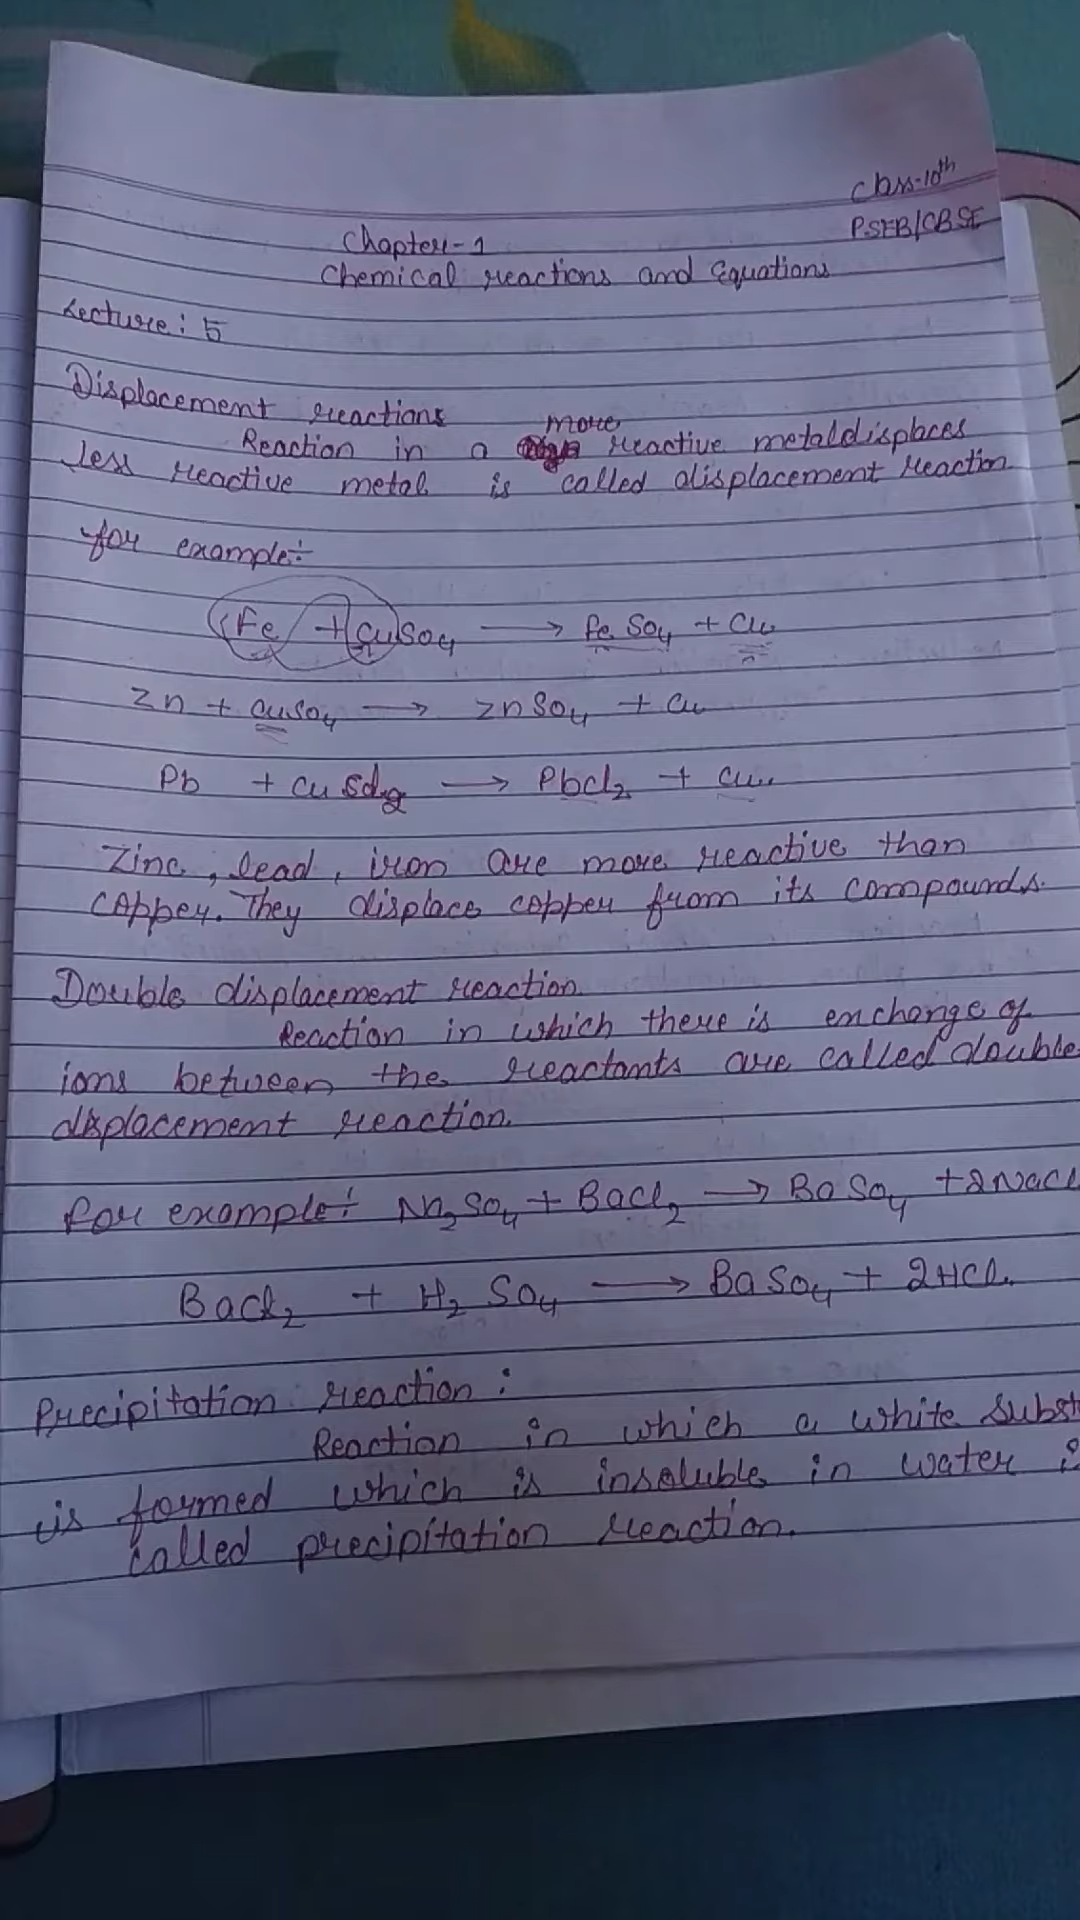 Class-10th
PSEB/CBSE
Chapter-1
Chemical reactions and Equations
Lecture: 5
Displacement reactions
more
Reaction in a reactive metal displaces
less reactive metal is called displacement reaction
for example:-
Fe + CuSO4 → FeSO4 + Cu
Zn + CuSO4 → ZnSO4 + Cu
Pb + CuCl2 → PbCl2 + Cu
Zinc, lead, iron are more reactive than
copper. They displace copper from its compounds.
Double displacement reaction
Reaction in which there is enchange of
ions between the reactants are called double
displacement reaction.
for example:- Na2SO4 + BaCl2 → BaSO4 + 2NaCl
BaCl2 + H2SO4 → BaSO4 + 2HCl.
Precipitation reaction:
Reaction in which a white Subst
is formed which is insoluble in water i
called precipitation reaction.